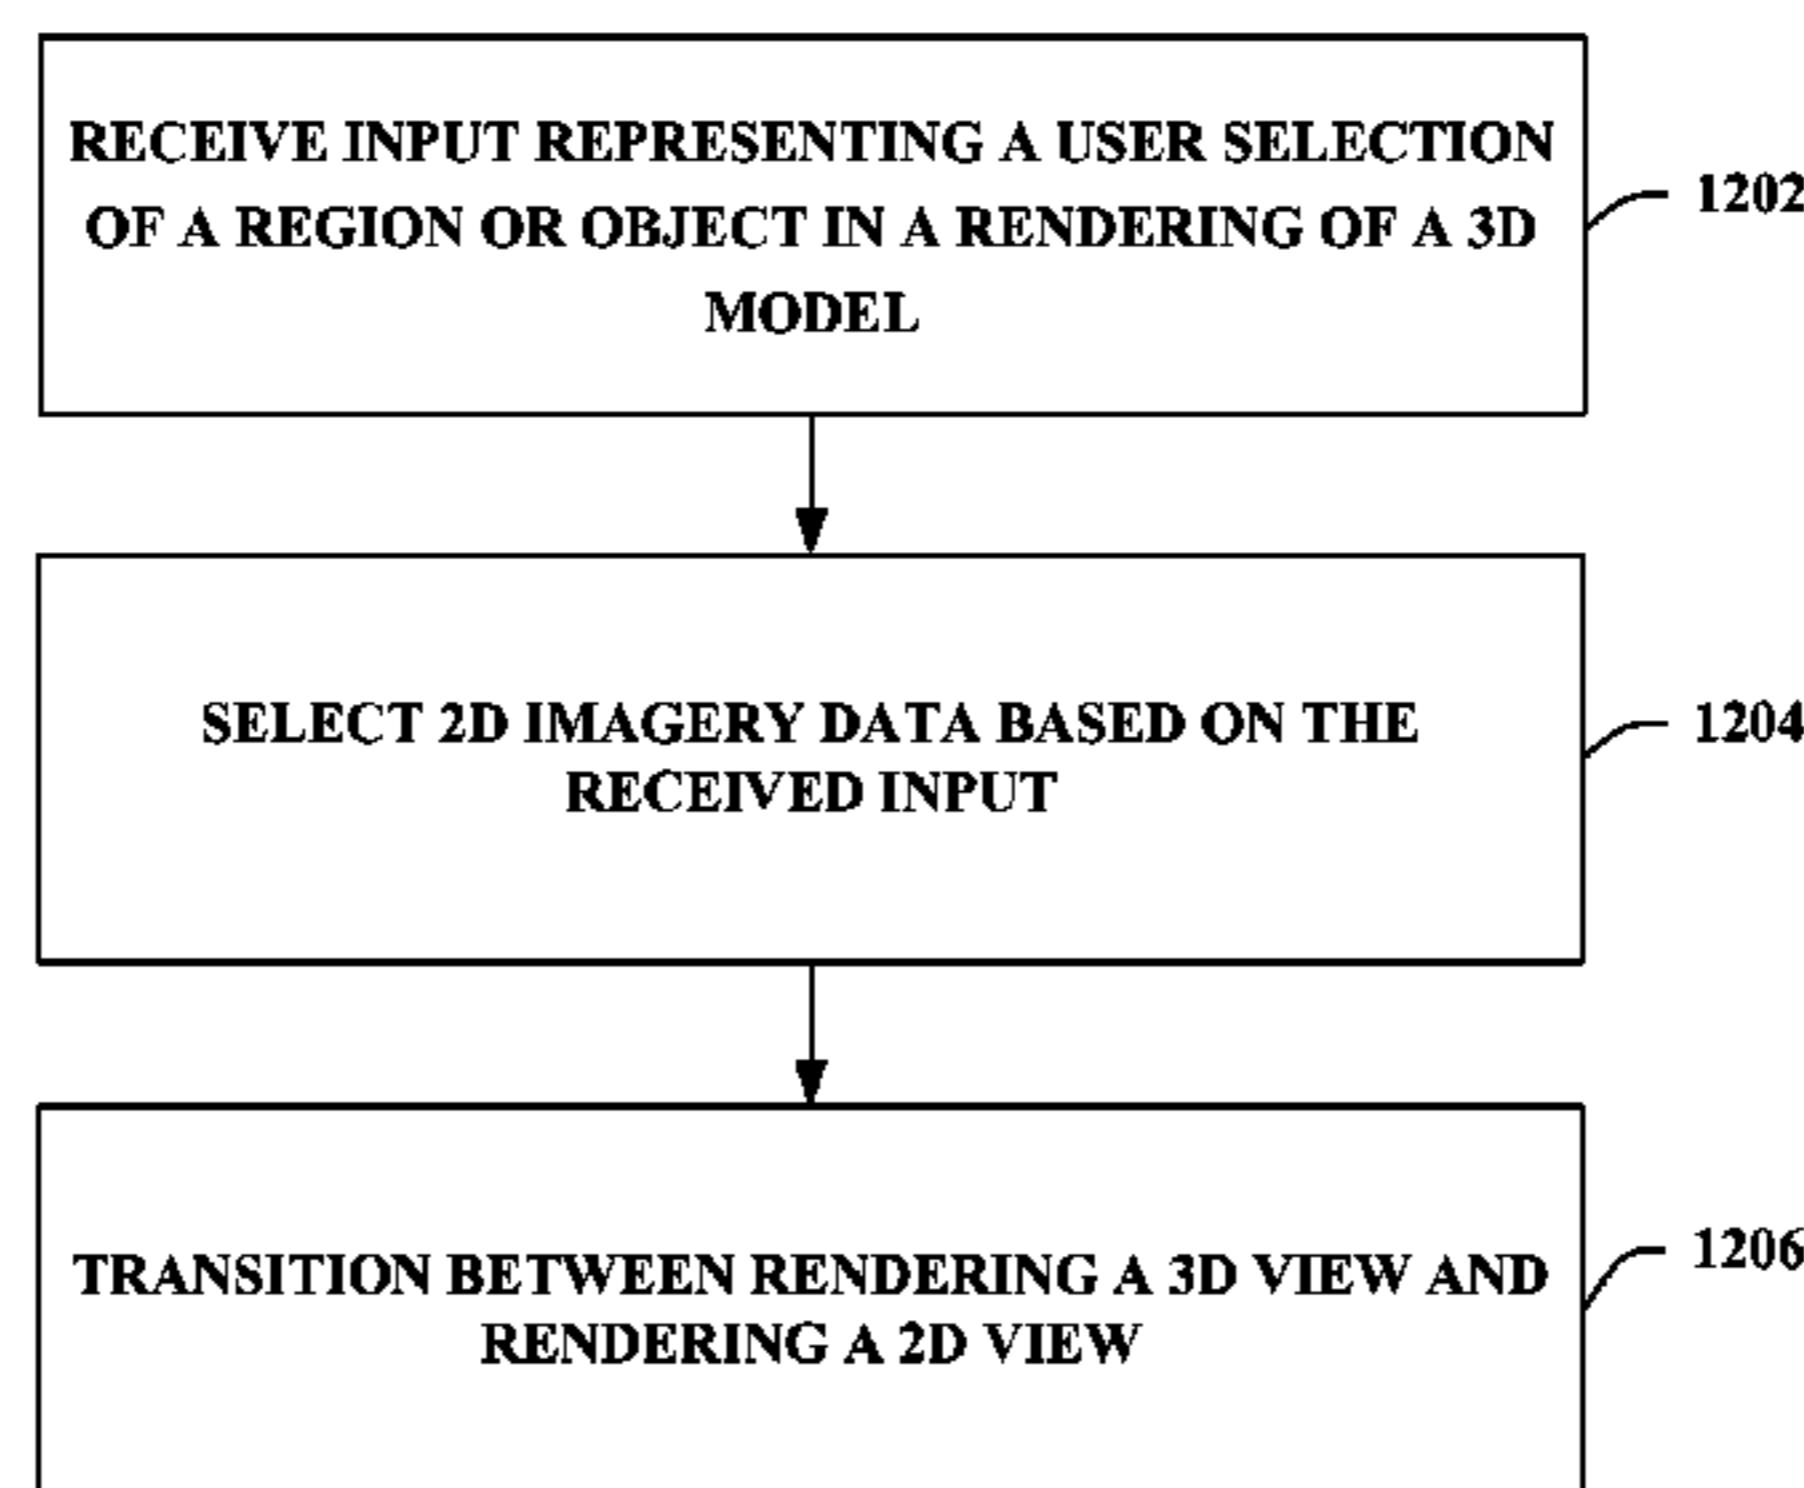 RECEIVE INPUT REPRESENTING A USER SELECTION
OF A REGION OR OBJECT IN A RENDERING OF A 3D
MODEL
1202
SELECT 2D IMAGERY DATA BASED ON THE
RECEIVED INPUT
1204
TRANSITION BETWEEN RENDERING A 3D VIEW AND
RENDERING A 2D VIEW
1206